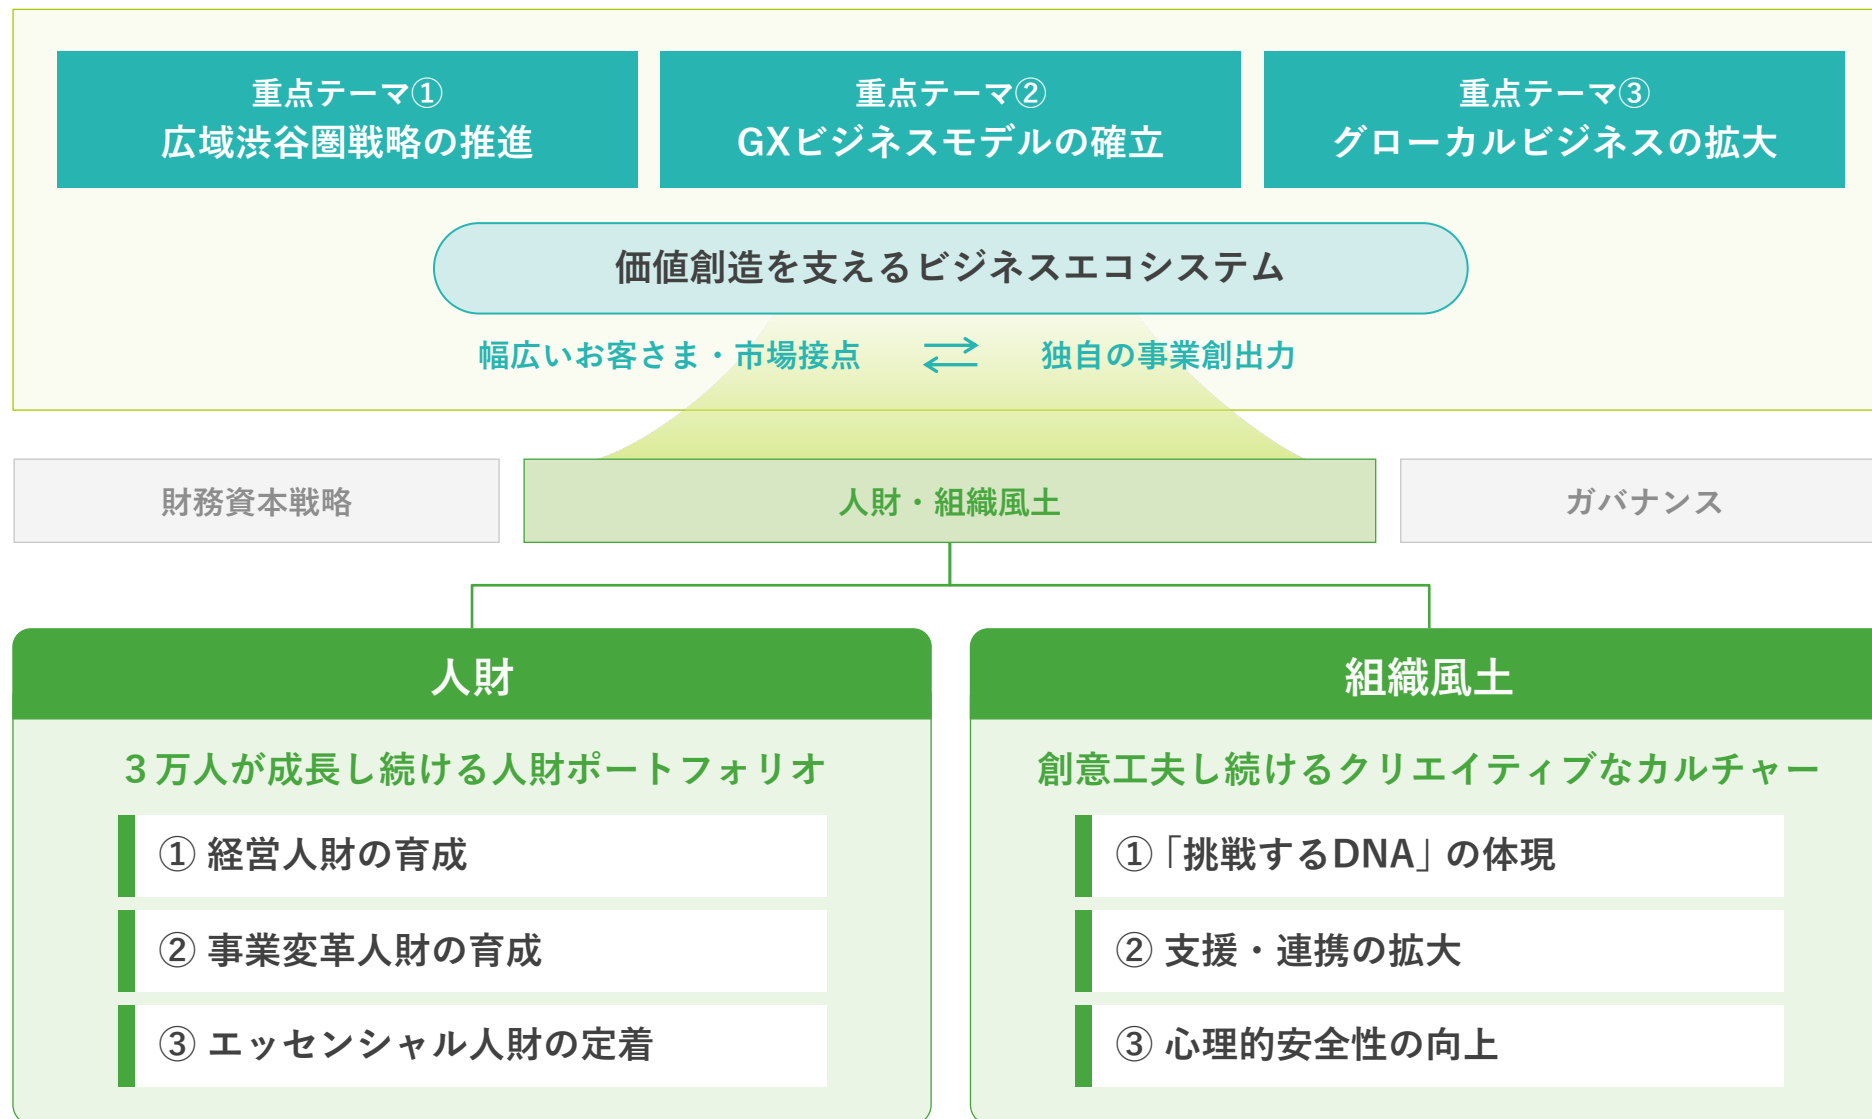 重点テーマ①
広域渋谷圏戦略の推進
重点テーマ②
GXビジネスモデルの確立
重点テーマ③
グローカルビジネスの拡大
価値創造を支えるビジネスエコシステム
幅広いお客さま・市場接点
独自の事業創出力
財務資本戦略
人財・組織風土
ガバナンス
人財
3万人が成長し続ける人財ポートフォリオ
① 経営人財の育成
② 事業変革人財の育成
③ エッセンシャル人財の定着
組織風土
創意工夫し続けるクリエイティブなカルチャー
①「挑戦するDNA」の体現
② 支援・連携の拡大
③ 心理的安全性の向上